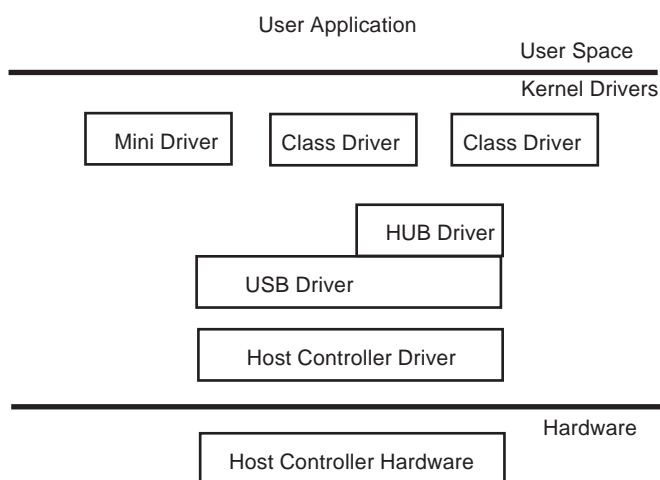 User Application
User Space
Kernel Drivers
Mini Driver
Class Driver
Class Driver
HUB Driver
USB Driver
Host Controller Driver
Hardware
Host Controller Hardware